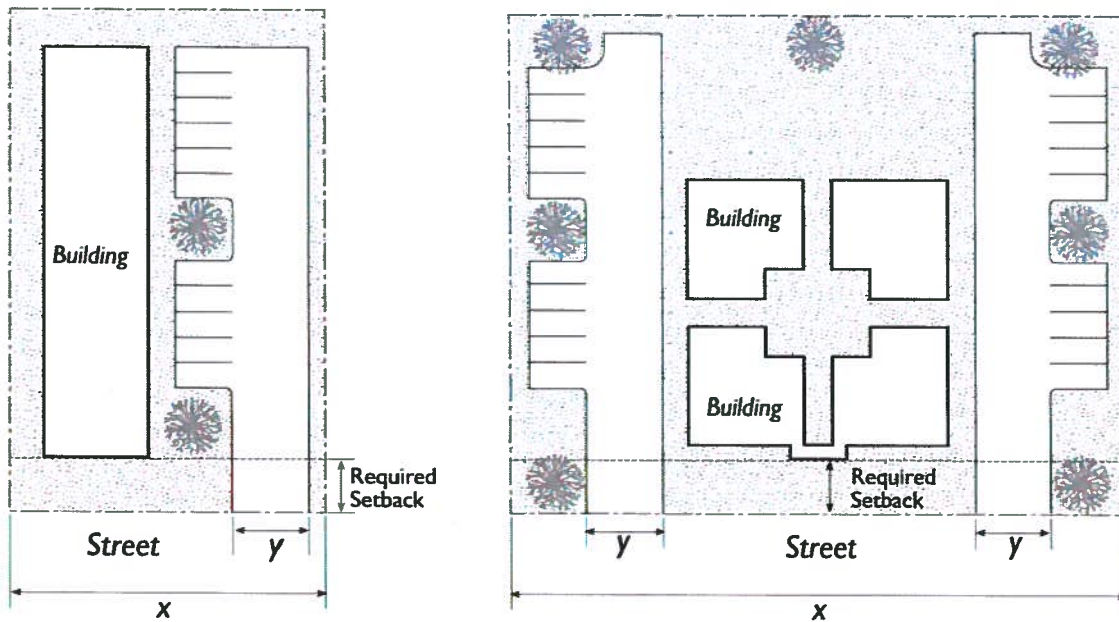 Building
Required
Setback
Street
y
x
Building
Building
Required
Setback
y
Street
y
x